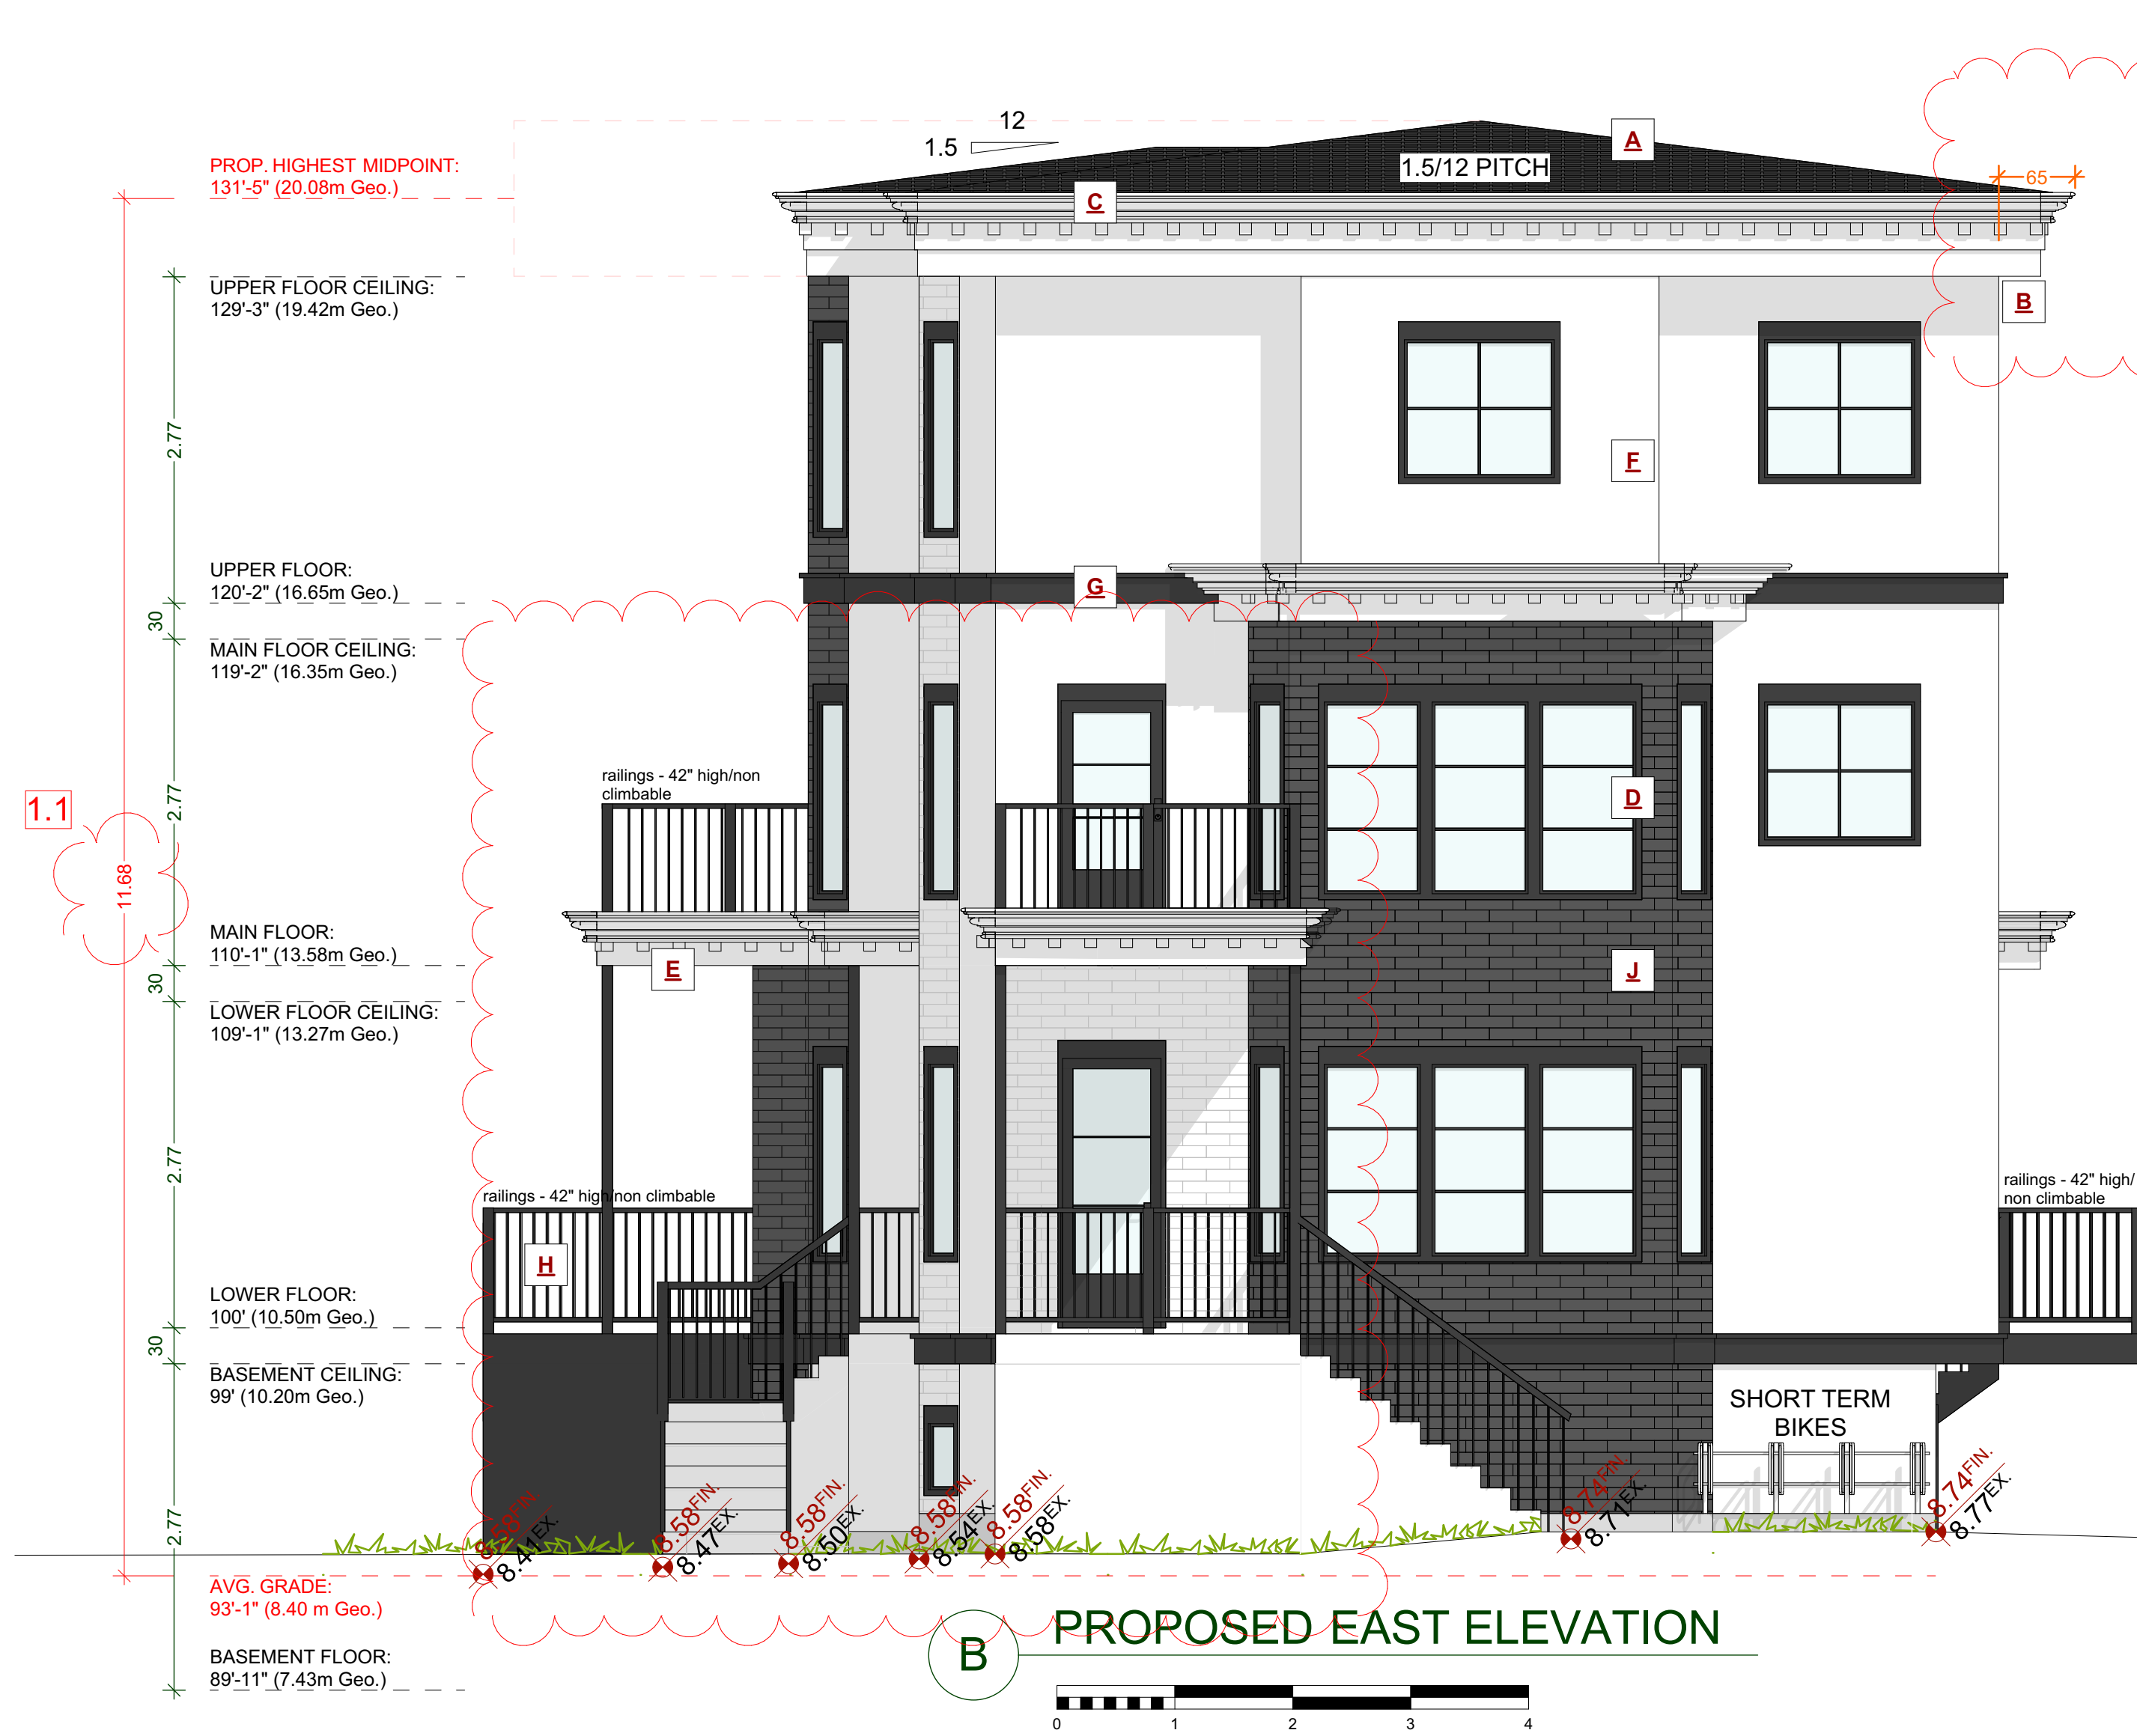 12
1.5
1.5/12 PITCH
A
65
C
B
PROP. HIGHEST MIDPOINT:
131'-5" (20.08m Geo.)
UPPER FLOOR CEILING:
129'-3" (19.42m Geo.)
2.77
F
UPPER FLOOR:
120'-2" (16.65m Geo.)
G
30
MAIN FLOOR CEILING:
119'-2" (16.35m Geo.)
railings - 42" high/non
climbable
1.1
2.77
D
11.68
MAIN FLOOR:
110'-1" (13.58m Geo.)
E
J
30
LOWER FLOOR CEILING:
109'-1" (13.27m Geo.)
2.77
railings - 42" high/non climbable
railings - 42" high/
non climbable
H
LOWER FLOOR:
100' (10.50m Geo.)
30
BASEMENT CEILING:
99' (10.20m Geo.)
SHORT TERM
BIKES
2.77
8.58FIN.
8.41EX.
8.58FIN.
8.47EX.
8.58FIN.
8.50EX.
8.58FIN.
8.54EX.
8.58FIN.
8.58EX.
8.74FIN.
8.71EX.
8.74FIN.
8.77EX.
AVG. GRADE:
93'-1" (8.40 m Geo.)
BASEMENT FLOOR:
89'-11" (7.43m Geo.)
B
PROPOSED EAST ELEVATION
0 1 2 3 4